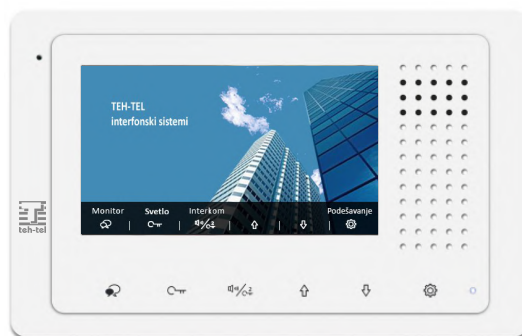 TEH-TEL
interfonski sistemi
Monitor Svetlo Interkom Podešavanje
teh-tel